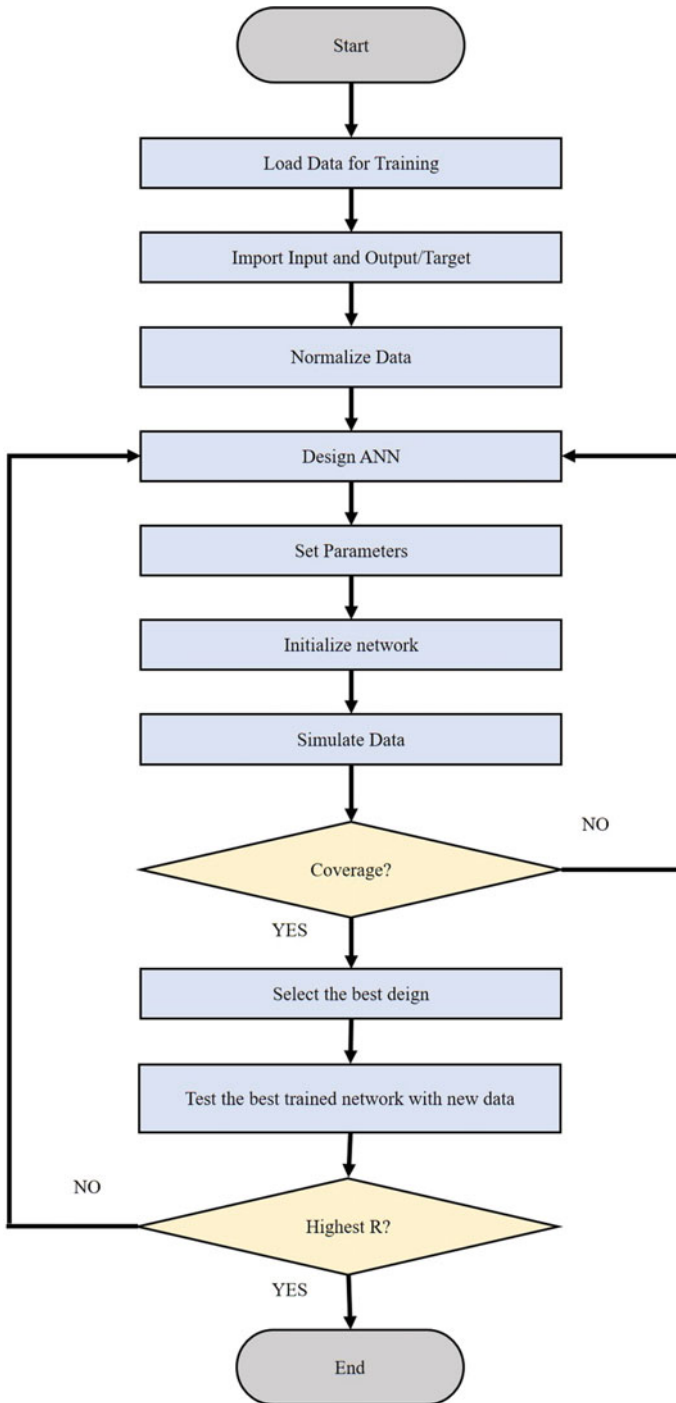 Start
Load Data for Training
Import Input and Output/Target
Normalize Data
Design ANN
Set Parameters
Initialize network
Simulate Data
Coverage?
NO
YES
Select the best deign
Test the best trained network with new data
NO
Highest R?
YES
End